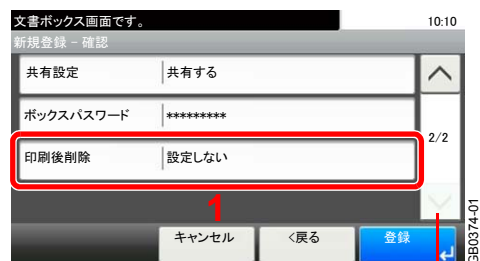 文書ボックス画面です。 10:10
新規登録 - 確認
共有設定 共有する
ボックスパスワード *********
2/2
印刷後削除 設定しない
1
キャンセル <戻る 登録
GB0374-01